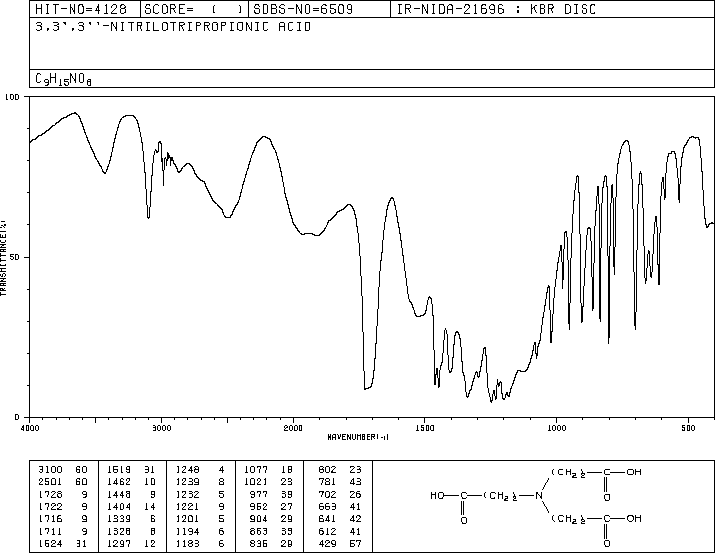 HIT-NO=4128 SCORE= ( ) SDBS-NO=6509 IR-NIDA-21696 : KBR DISC
3,3',3''-NITRILOTRIPROPIONIC ACID
C9H15NO6
100
50
0
TRANSMITTANCE(%)
4000 3000 2000 1500 1000 500
WAVENUMBER(-1)
3100 60 1519 31 1248 4 1077 18 802 23
2501 60 1462 10 1239 8 1021 23 781 43
1728 9 1448 9 1232 5 977 39 702 26
1722 9 1404 14 1221 9 952 27 663 41
1716 9 1339 6 1201 5 904 29 641 42
1711 9 1328 8 1194 6 863 39 612 41
1524 31 1297 12 1183 6 836 29 429 57
(CH2)2 C OH
O
HO C (CH2)2 N
O
(CH2)2 C OH
O